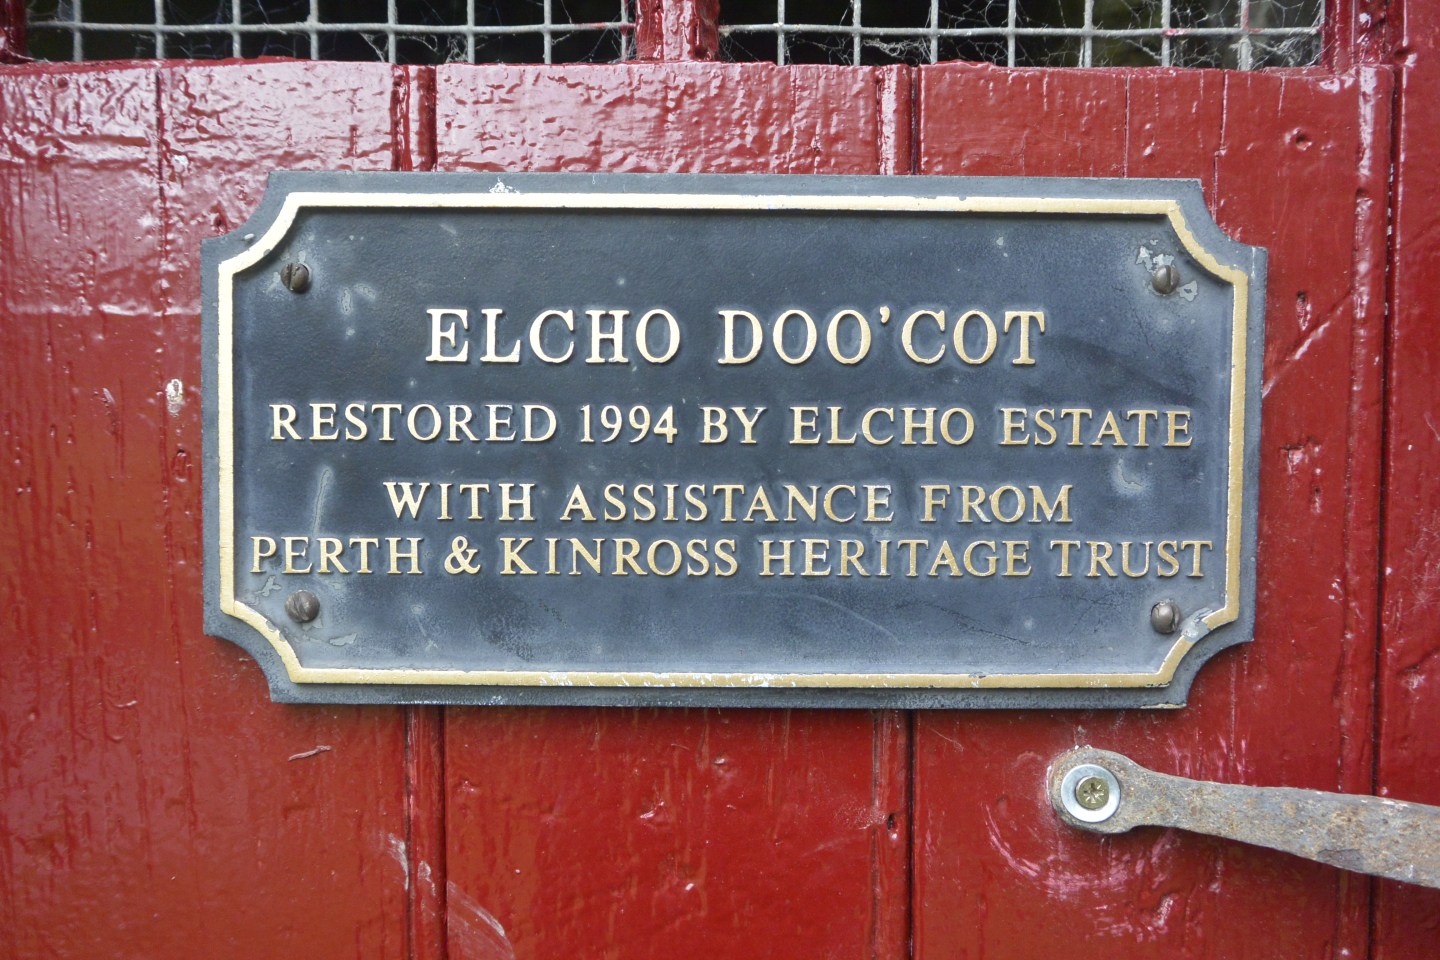 ELCHO DOO'COT
RESTORED 1994 BY ELCHO ESTATE
WITH ASSISTANCE FROM
PERTH & KINROSS HERITAGE TRUST